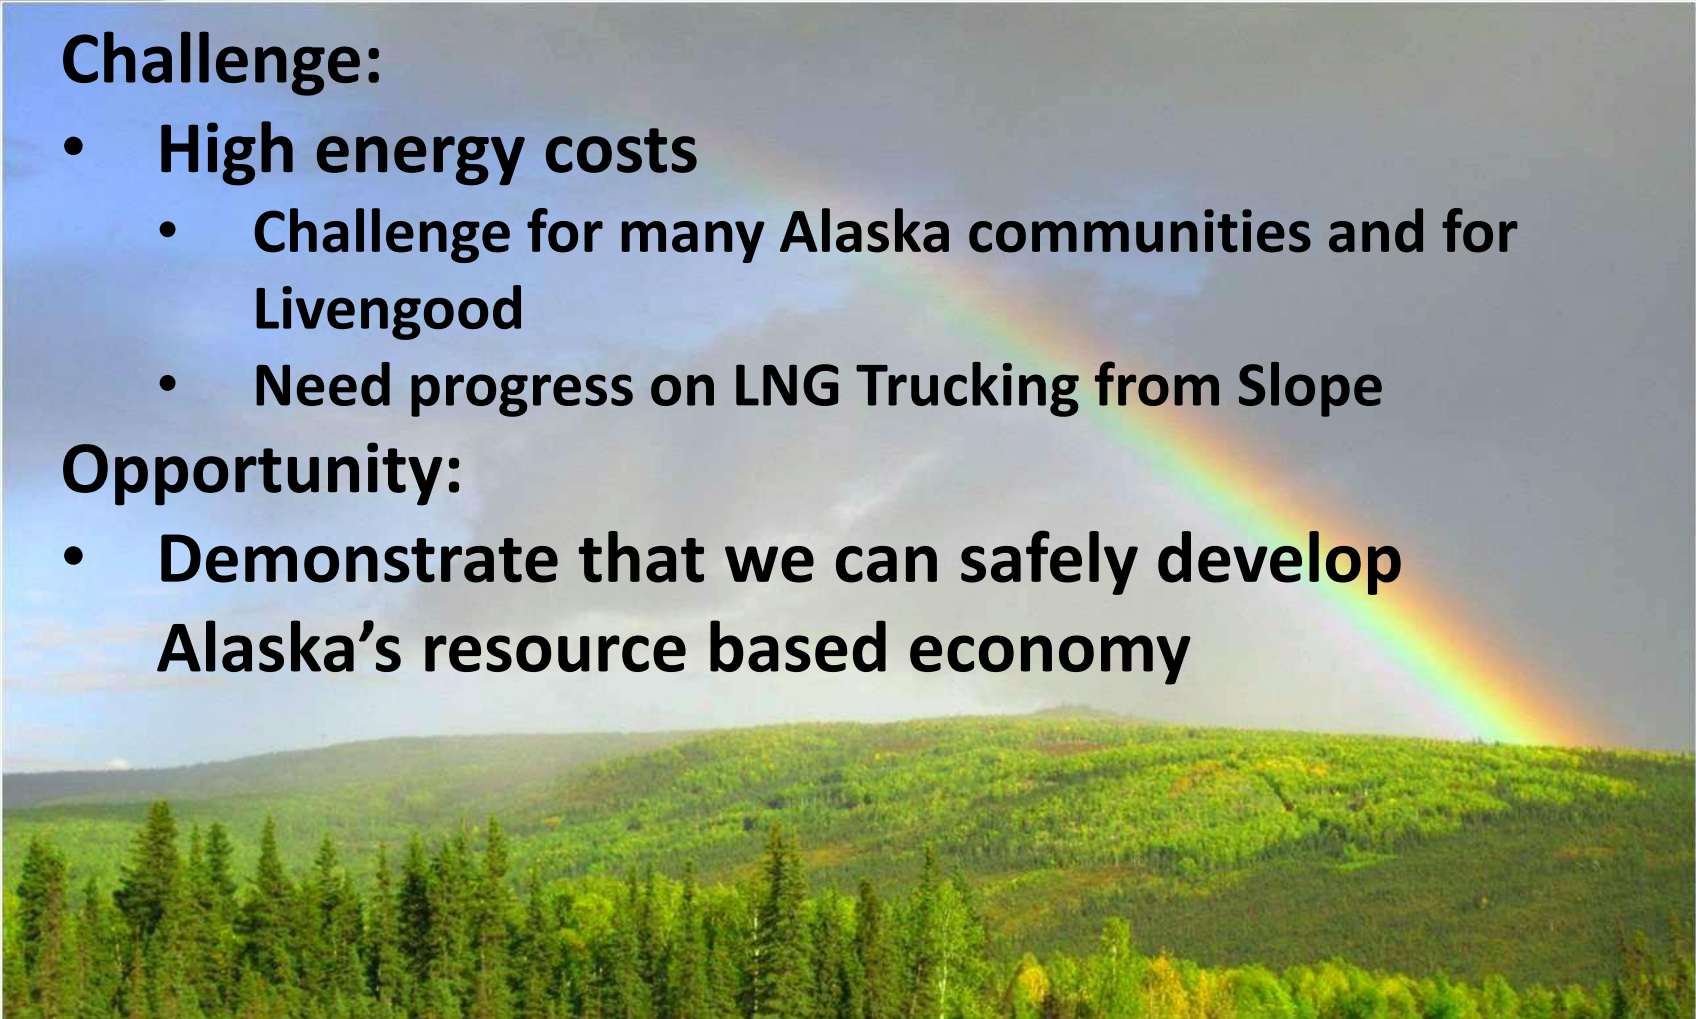 Challenge:
• High energy costs
• Challenge for many Alaska communities and for
Livengood
• Need progress on LNG Trucking from Slope
Opportunity:
• Demonstrate that we can safely develop
Alaska’s resource based economy